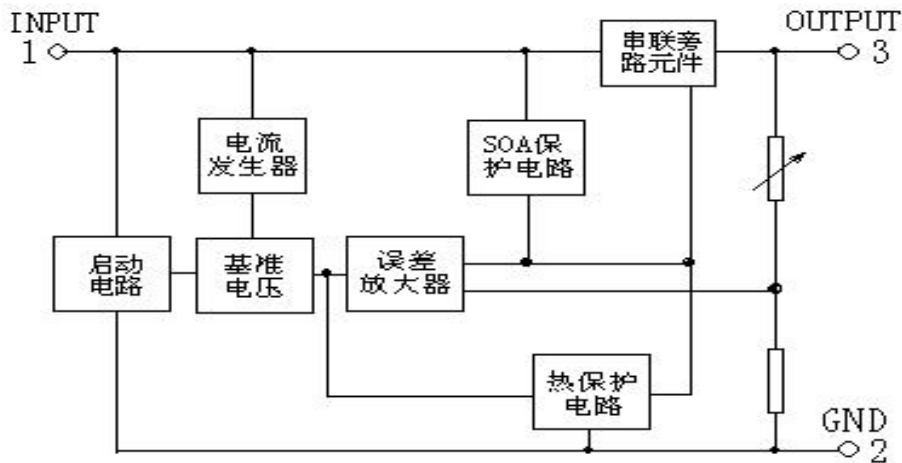 INPUT
1
OUTPUT
3
串联旁
路元件
电流
发生器
SOA保
护电路
启动
电路
基准
电压
误差
放大器
热保护
电路
GND
2